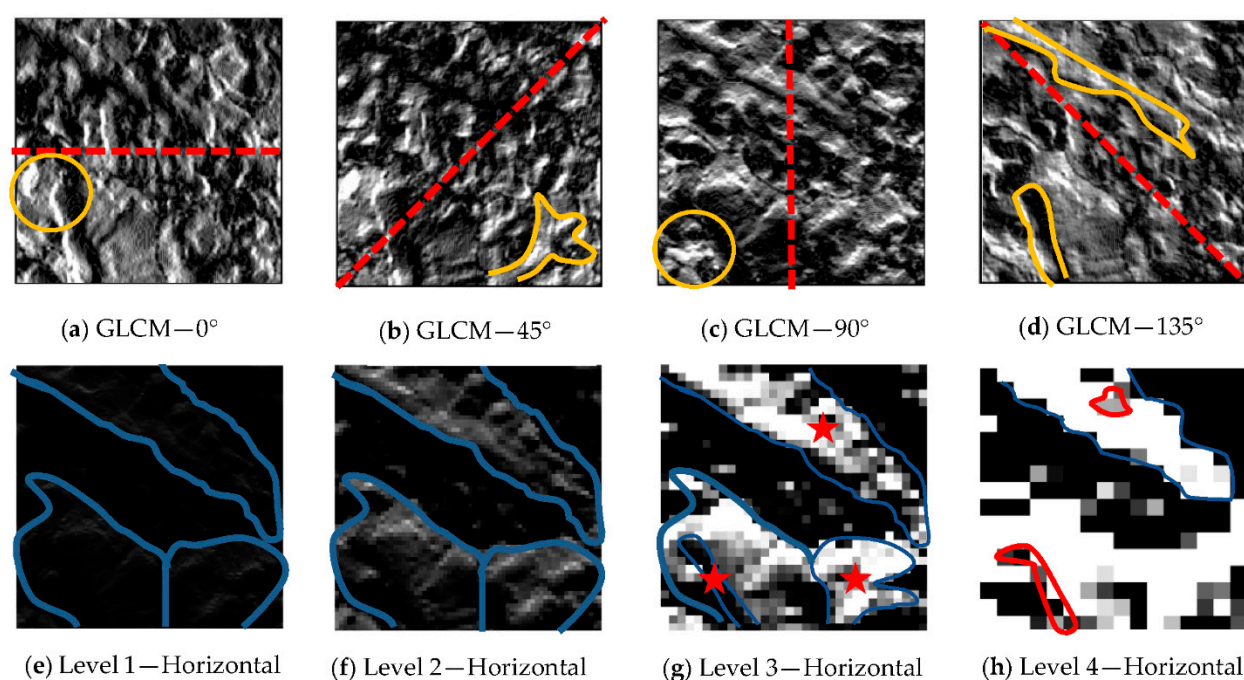 (a) GLCM—0°
(b) GLCM—45°
(c) GLCM—90°
(d) GLCM—135°
(e) Level 1—Horizontal
(f) Level 2—Horizontal
(g) Level 3—Horizontal
(h) Level 4—Horizontal